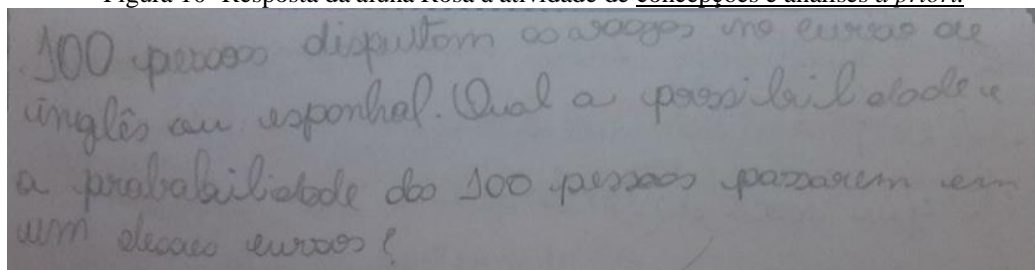 Figura 10- Resposta da aluna Rosa à atividade de concepções e análises a priori.
100 pessoas disputam as vagas no curso de
inglês ou esponhal. Qual a possibilidade e
a probabilidade das 100 pessoas passarem em
um desses cursos?